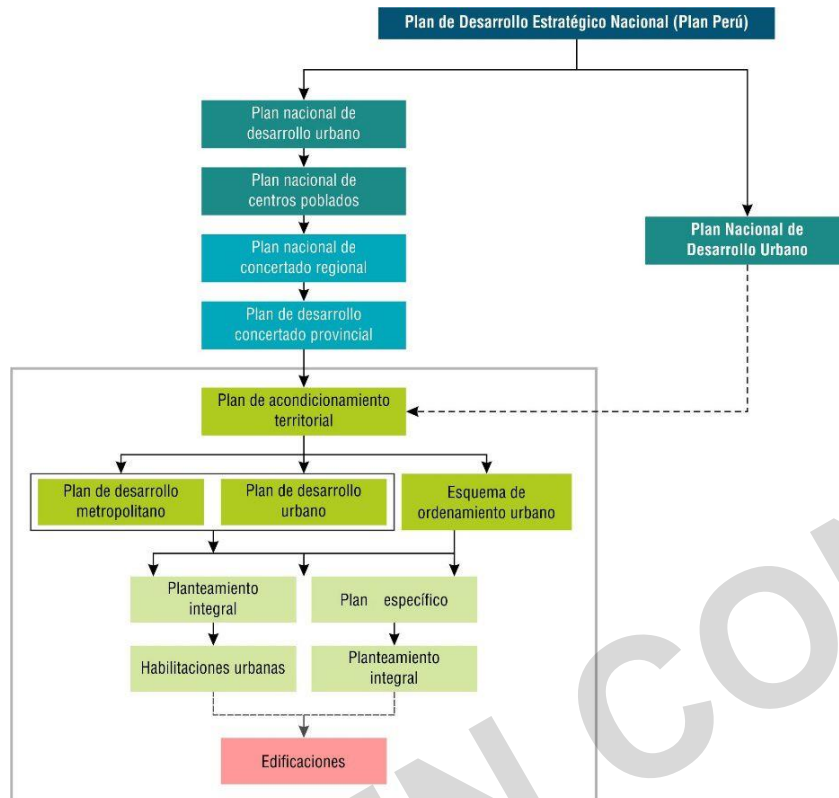 Plan de Desarrollo Estratégico Nacional (Plan Perú)
Plan nacional de
desarrollo urbano
Plan nacional de
centros poblados
Plan nacional de
concertado regional
Plan Nacional de
Desarrollo Urbano
Plan de desarrollo
concertado provincial
Plan de acondicionamiento
territorial
Plan de desarrollo
metropolitano
Plan de desarrollo
urbano
Esquema de
ordenamiento urbano
Planteamiento
integral
Plan específico
Habilitaciones urbanas
Planteamiento
integral
Edificaciones